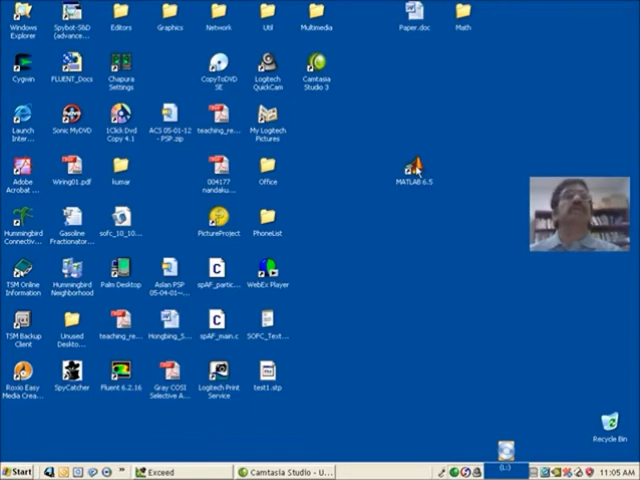 Windows Explorer
Spybot-S&D (advance...
Editors
Graphics
Network
Util
Multimedia
Paper.doc
Math
Cygwin
FLUENT_Docs
Chapura Settings
CopyToDVD SE
Logitech QuickCam
Camtasia Studio 3
Launch Inter...
Sonic MyDVD
1Click Dvd Copy 4.1
ACS 05-01-12 - PSP.zip
teaching_re...
My Logitech Pictures
Adobe Acrobat ...
Wiring01.pdf
kumar
004177 nandaku...
Office
MATLAB 6.5
Hummingbird Connectiv...
Gasoline Fractionator...
sofc_10_10...
PictureProject
PhoneList
TSM Online Information
Hummingbird Neighborhood
Palm Desktop
Asian PSP 05-04-01-...
spAF_partic...
WebEx Player
TSM Backup Client
Unused Desktop
teaching_re...
Hongbing_S...
spAF_main.c
SOFC_Text...
Roxio Easy Media Crea...
SpyCatcher
Fluent 6.2.16
Gray COSI Selective A...
Logitech Print Service
test1.stp
Recycle Bin
Start
Exceed
Camtasia Studio - U...
11:05 AM